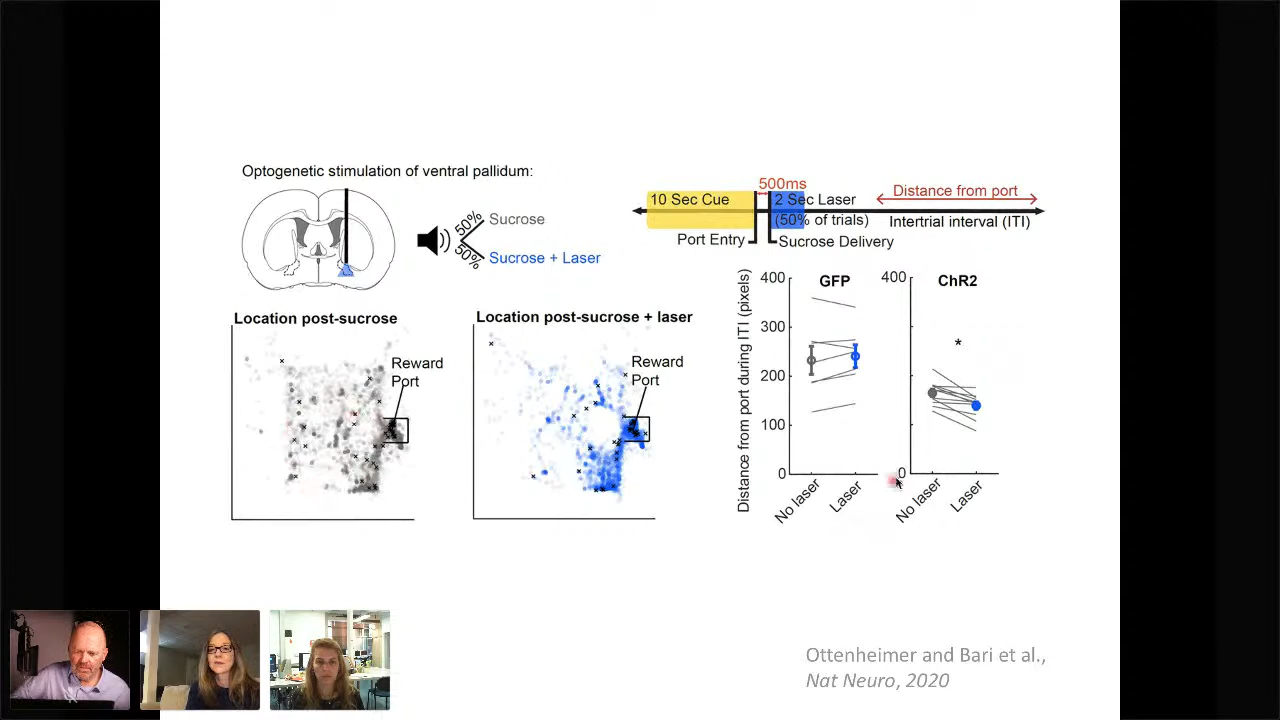 Optogenetic stimulation of ventral pallidum:
50%
Sucrose
50%
Sucrose + Laser
500ms
10 Sec Cue
2 Sec Laser
(50% of trials)
Distance from port
Intertrial interval (ITI)
Port Entry
Sucrose Delivery
Location post-sucrose
Reward
Port
Location post-sucrose + laser
Reward
Port
Distance from port during ITI (pixels)
400
300
200
100
0
GFP
No laser
Laser
400
0
ChR2
*
No laser
Laser
Ottenheimer and Bari et al.,
Nat Neuro, 2020